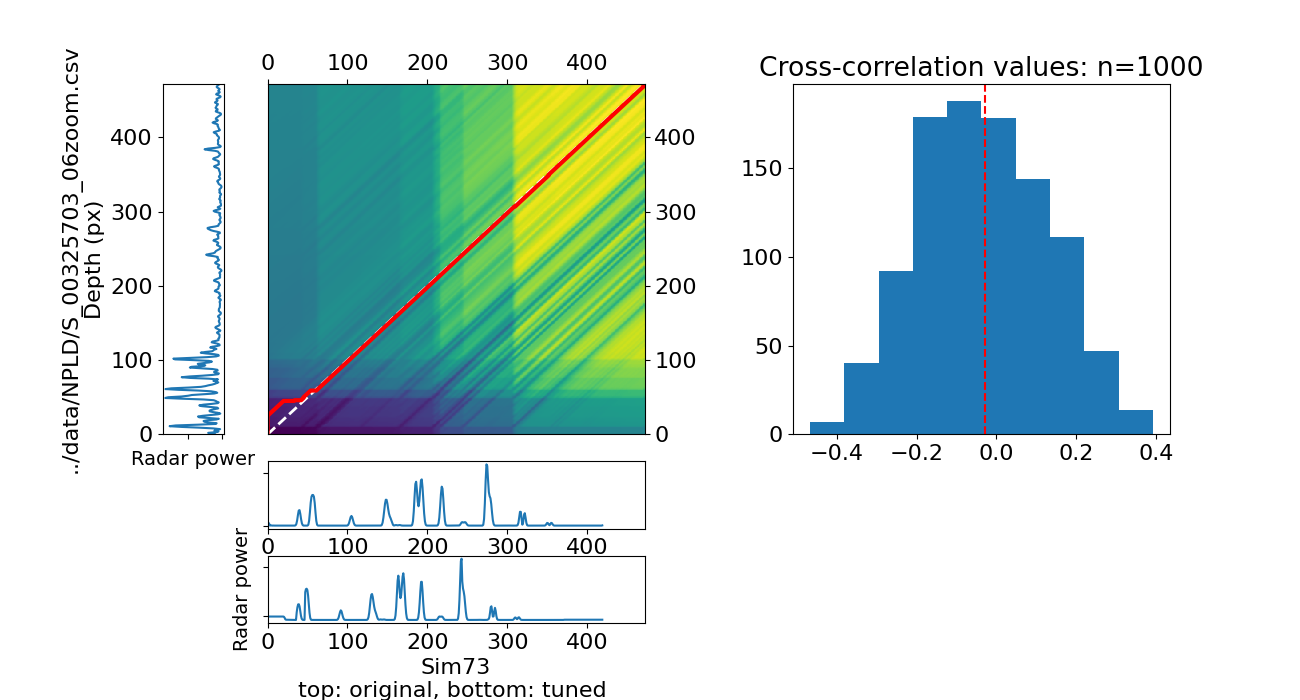 ../data/NPLD/S_00325703_06zoom.csv
Depth (px)
400
300
200
100
0
Radar power
0 100 200 300 400
400
300
200
100
0
0 100 200 300 400
Radar power
0 100 200 300 400
Sim73
top: original, bottom: tuned
Cross-correlation values: n=1000
150
100
50
0
−0.4 −0.2 0.0 0.2 0.4